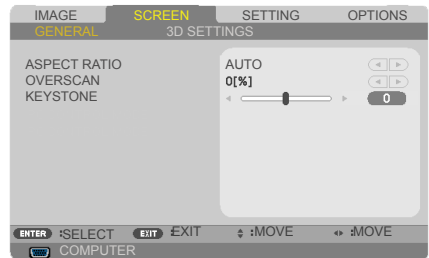 IMAGE SCREEN SETTING OPTIONS
GENERAL 3D SETTINGS
ASPECT RATIO AUTO
OVERSCAN 0[%]
KEYSTONE 0
ENTER :SELECT EXIT :EXIT :MOVE :MOVE
COMPUTER